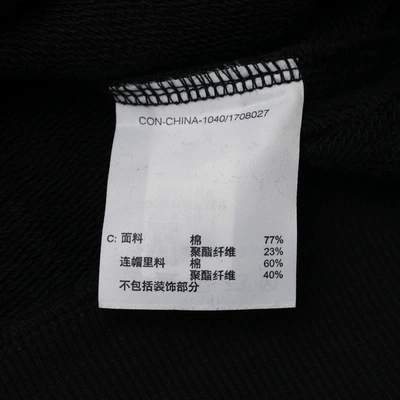 CON-CHINA-1040/1708027
C: 面料 棉 77%
聚酯纤维 23%
连帽里料 棉 60%
聚酯纤维 40%
不包括装饰部分